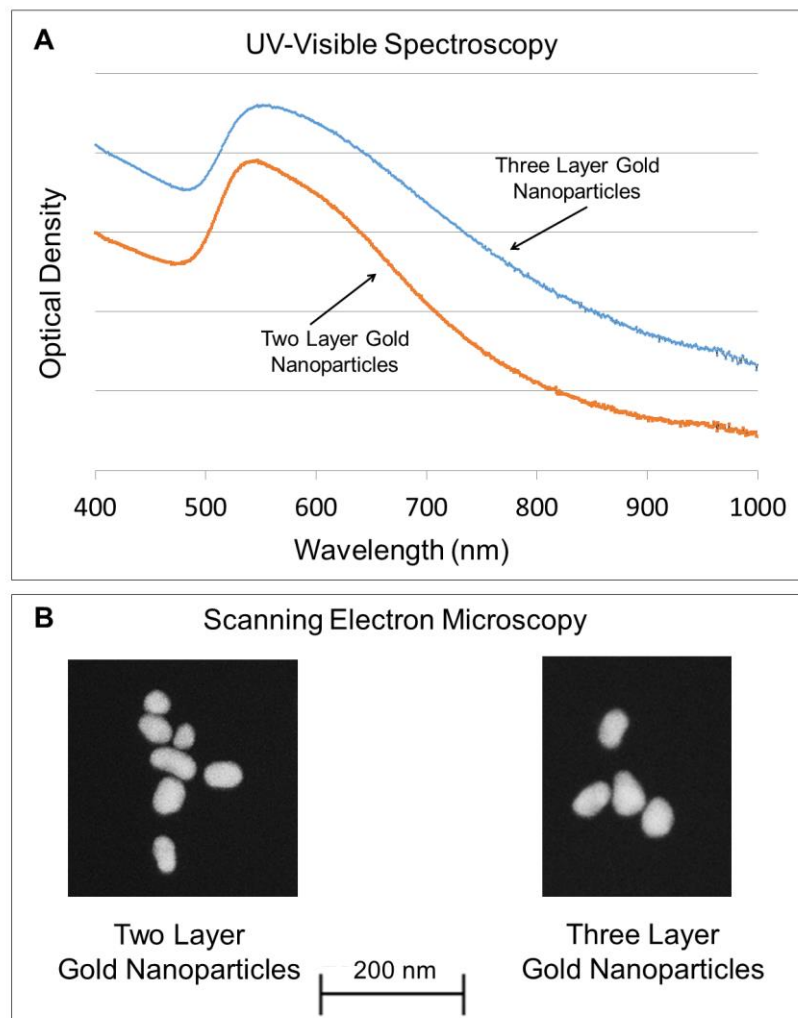 A
UV-Visible Spectroscopy
Three Layer Gold
Nanoparticles
Two Layer Gold
Nanoparticles
Optical Density
400 500 600 700 800 900 1000
Wavelength (nm)
B
Scanning Electron Microscopy
Two Layer
Gold Nanoparticles
200 nm
Three Layer
Gold Nanoparticles